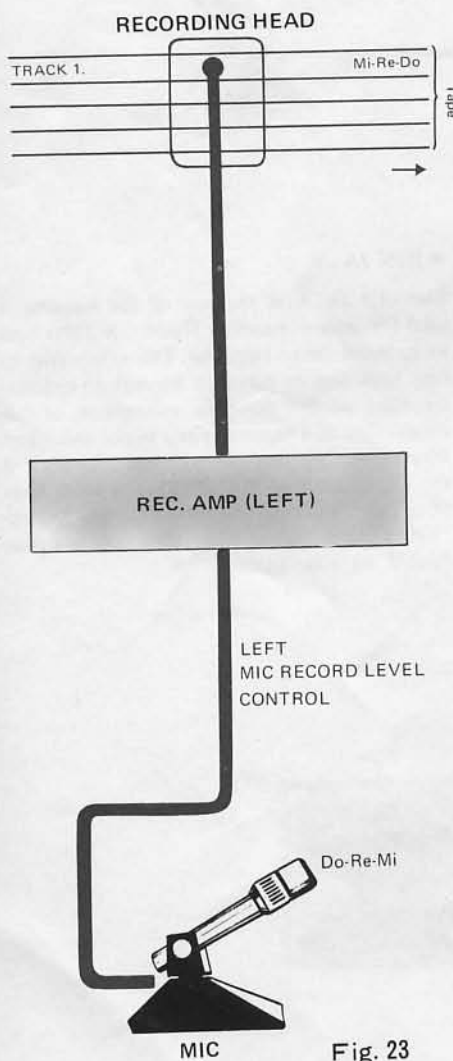 RECORDING HEAD
TRACK 1.
Mi-Re-Do
Tape
REC. AMP (LEFT)
LEFT
MIC RECORD LEVEL
CONTROL
Do-Re-Mi
MIC
Fig. 23